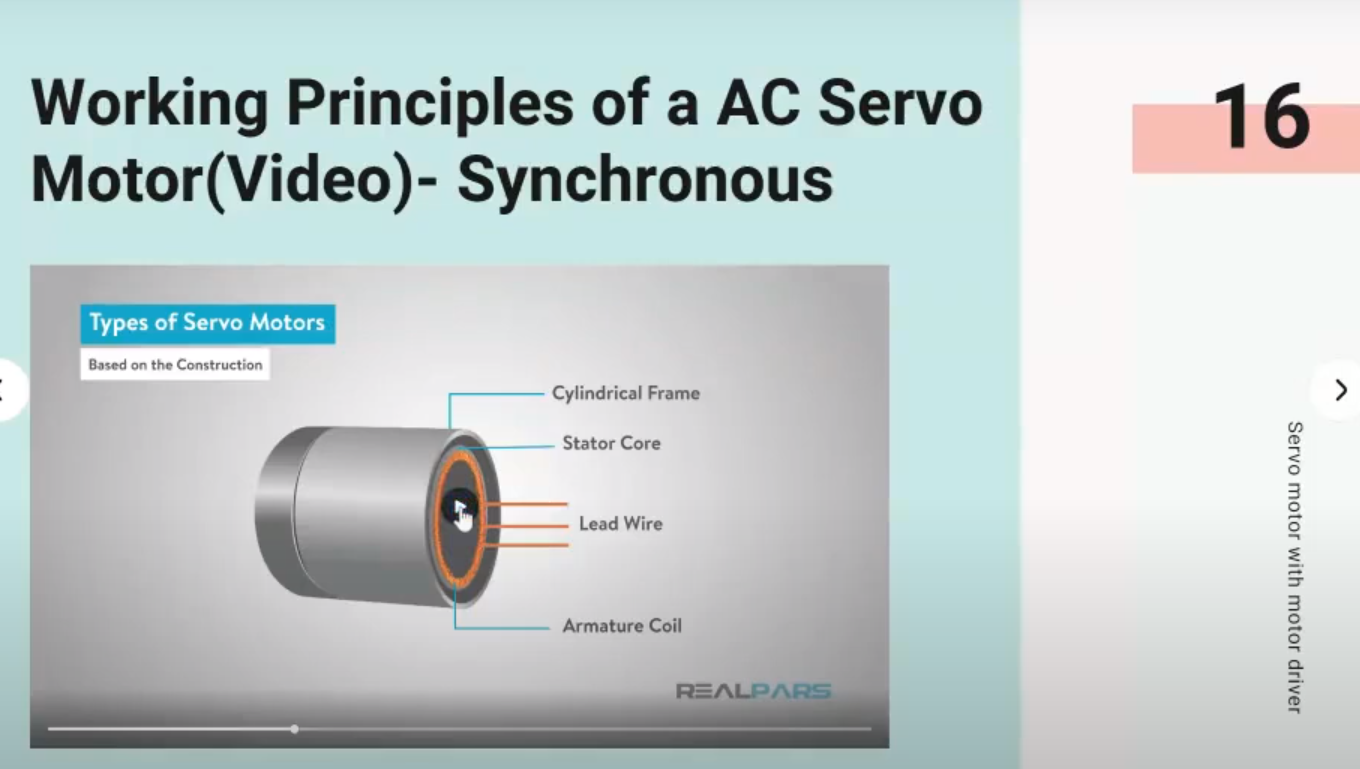 Working Principles of a AC Servo
Motor(Video)- Synchronous
16
Types of Servo Motors
Based on the Construction
Cylindrical Frame
Stator Core
Lead Wire
Armature Coil
REALPARS
Servo motor with motor driver